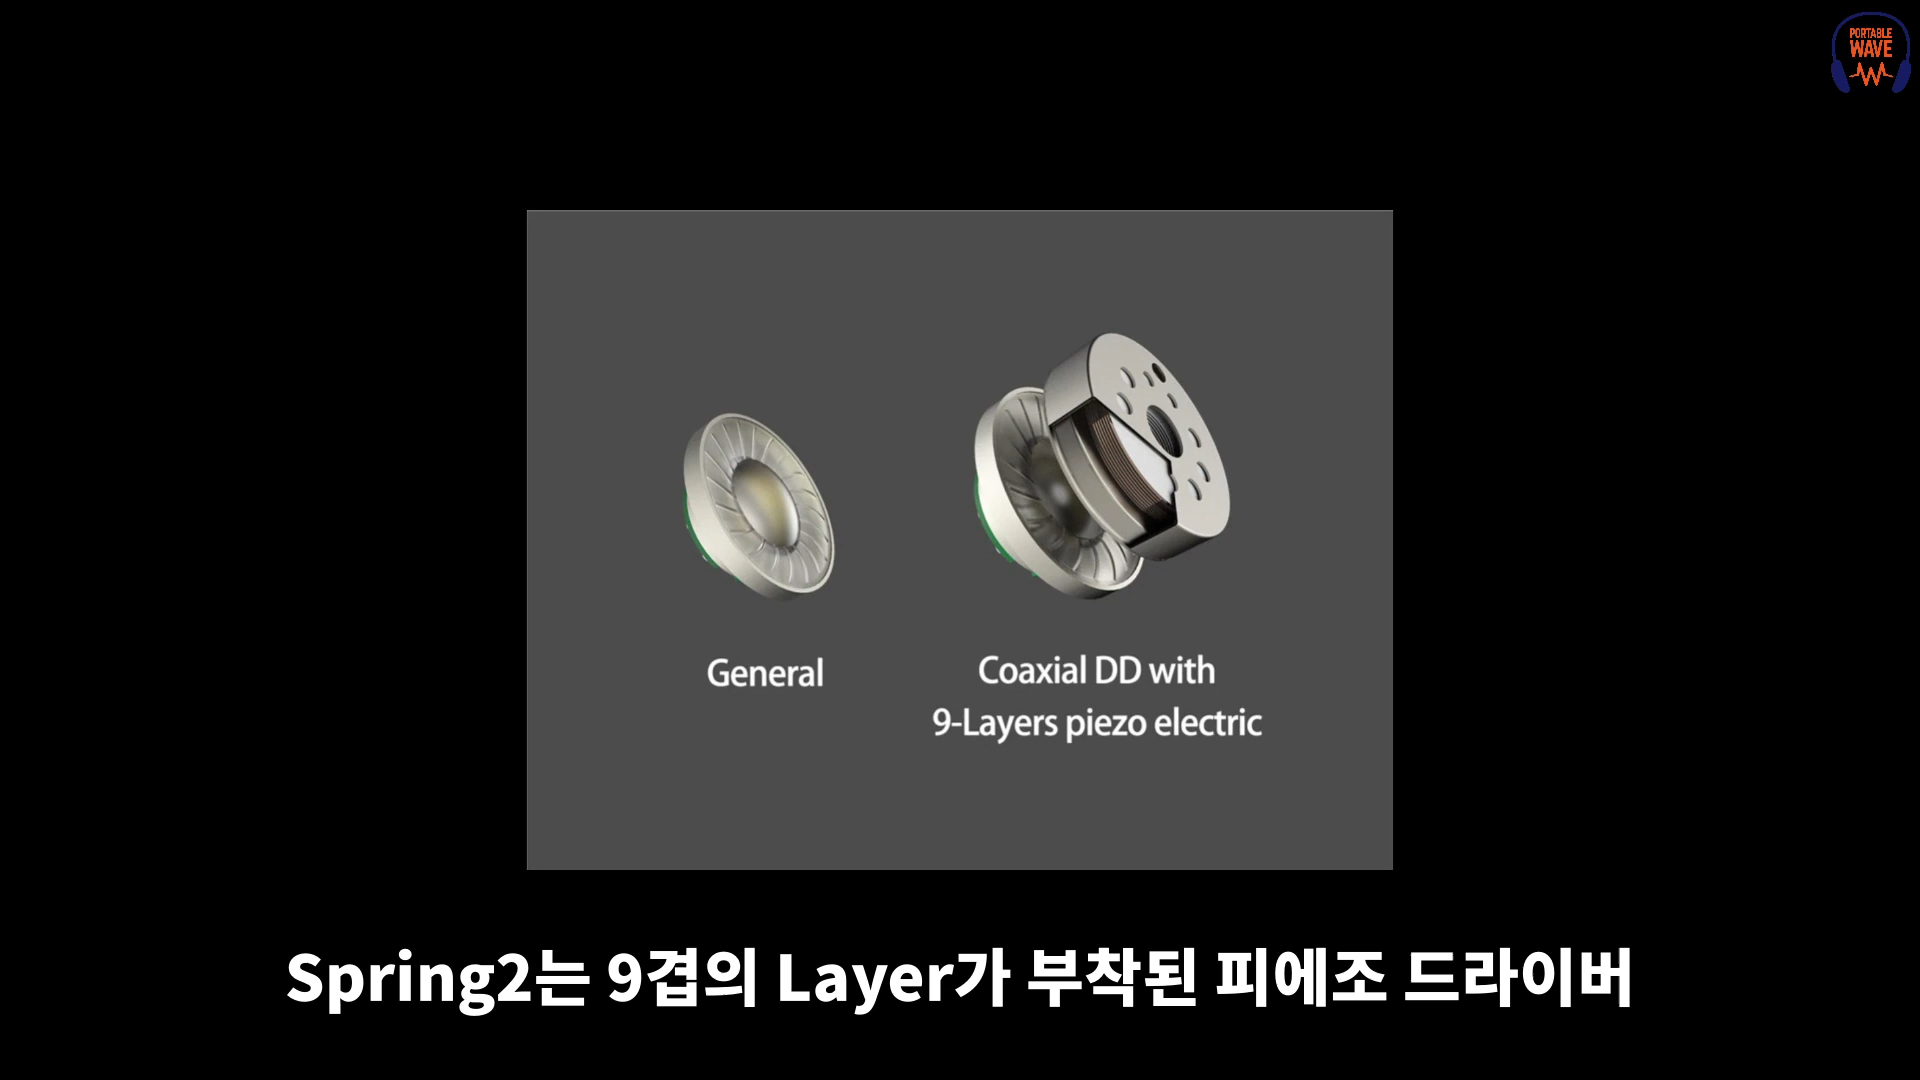 PORTABLE
WAVE
General
Coaxial DD with
9-Layers piezo electric
Spring2는 9겹의 Layer가 부착된 피에조 드라이버